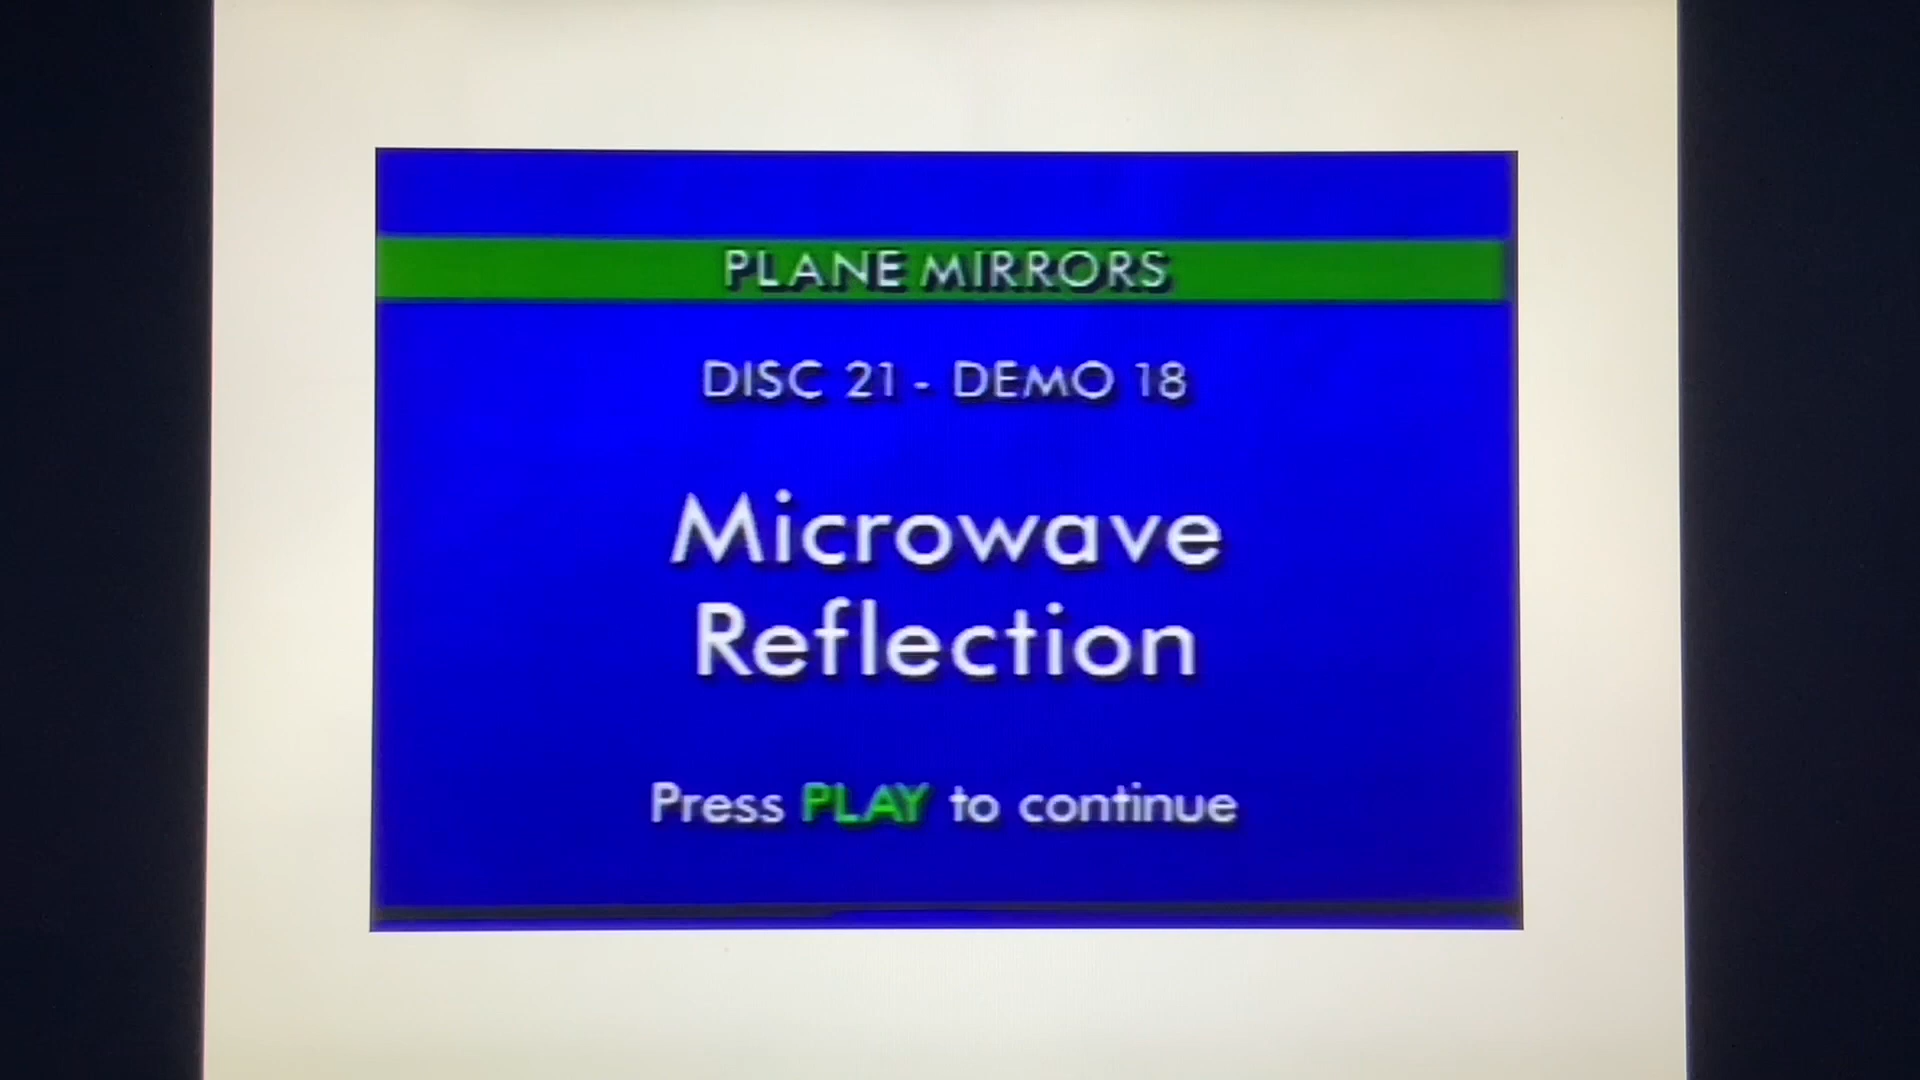 PLANE MIRRORS
DISC 21 - DEMO 18
Microwave
Reflection
Press PLAY to continue